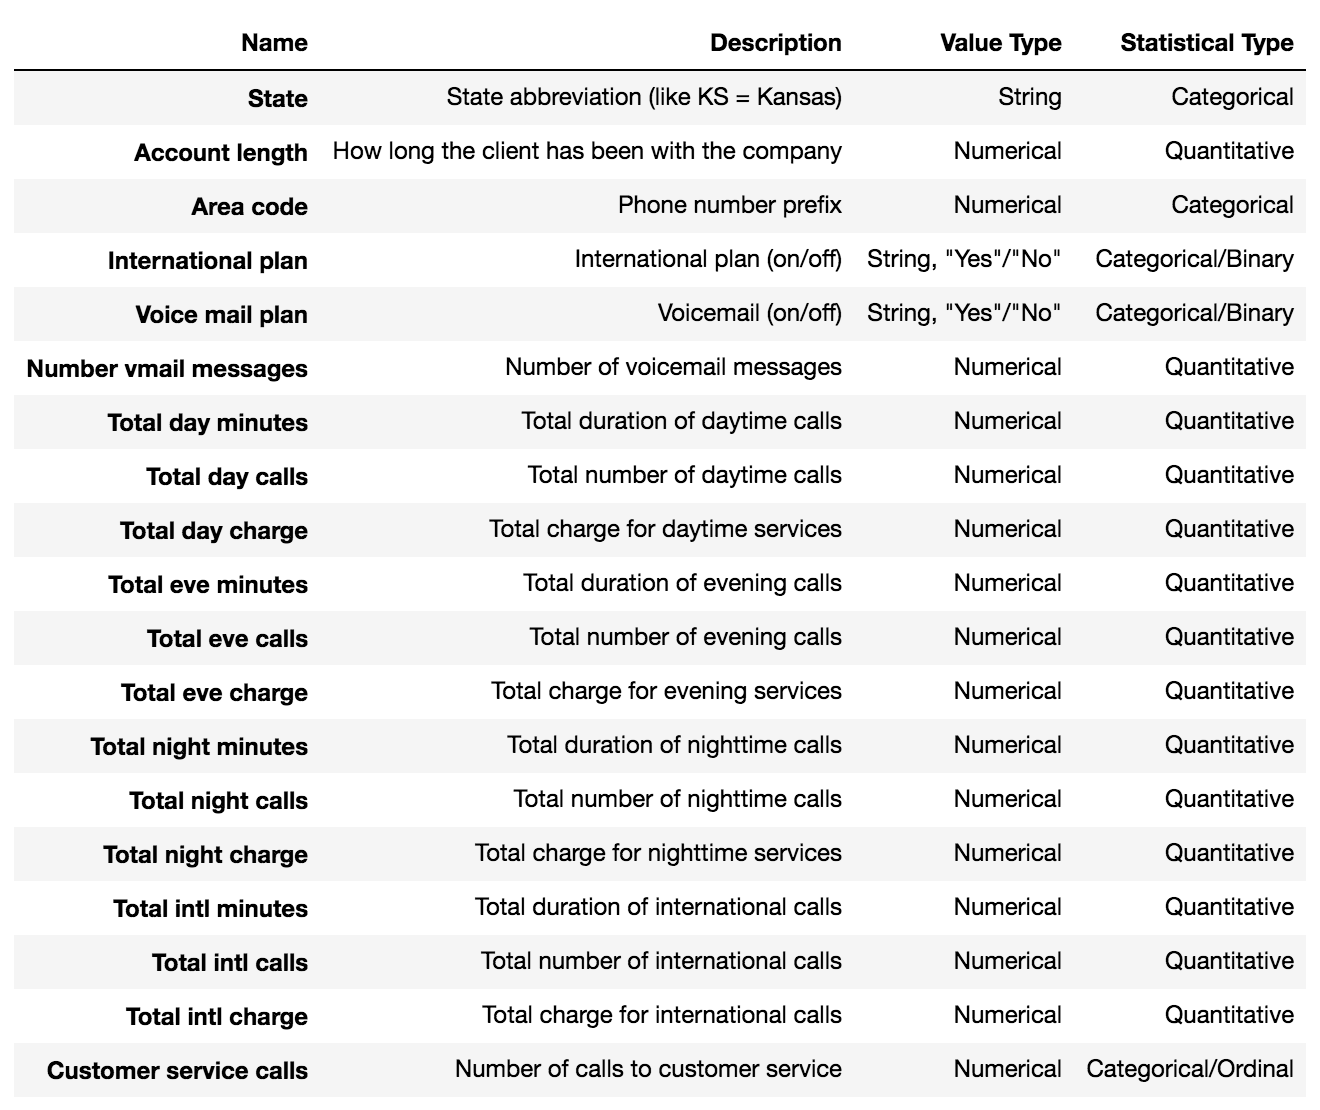 Name Description Value Type Statistical Type
State State abbreviation (like KS = Kansas) String Categorical
Account length How long the client has been with the company Numerical Quantitative
Area code Phone number prefix Numerical Categorical
International plan International plan (on/off) String, "Yes"/"No" Categorical/Binary
Voice mail plan Voicemail (on/off) String, "Yes"/"No" Categorical/Binary
Number vmail messages Number of voicemail messages Numerical Quantitative
Total day minutes Total duration of daytime calls Numerical Quantitative
Total day calls Total number of daytime calls Numerical Quantitative
Total day charge Total charge for daytime services Numerical Quantitative
Total eve minutes Total duration of evening calls Numerical Quantitative
Total eve calls Total number of evening calls Numerical Quantitative
Total eve charge Total charge for evening services Numerical Quantitative
Total night minutes Total duration of nighttime calls Numerical Quantitative
Total night calls Total number of nighttime calls Numerical Quantitative
Total night charge Total charge for nighttime services Numerical Quantitative
Total intl minutes Total duration of international calls Numerical Quantitative
Total intl calls Total number of international calls Numerical Quantitative
Total intl charge Total charge for international calls Numerical Quantitative
Customer service calls Number of calls to customer service Numerical Categorical/Ordinal